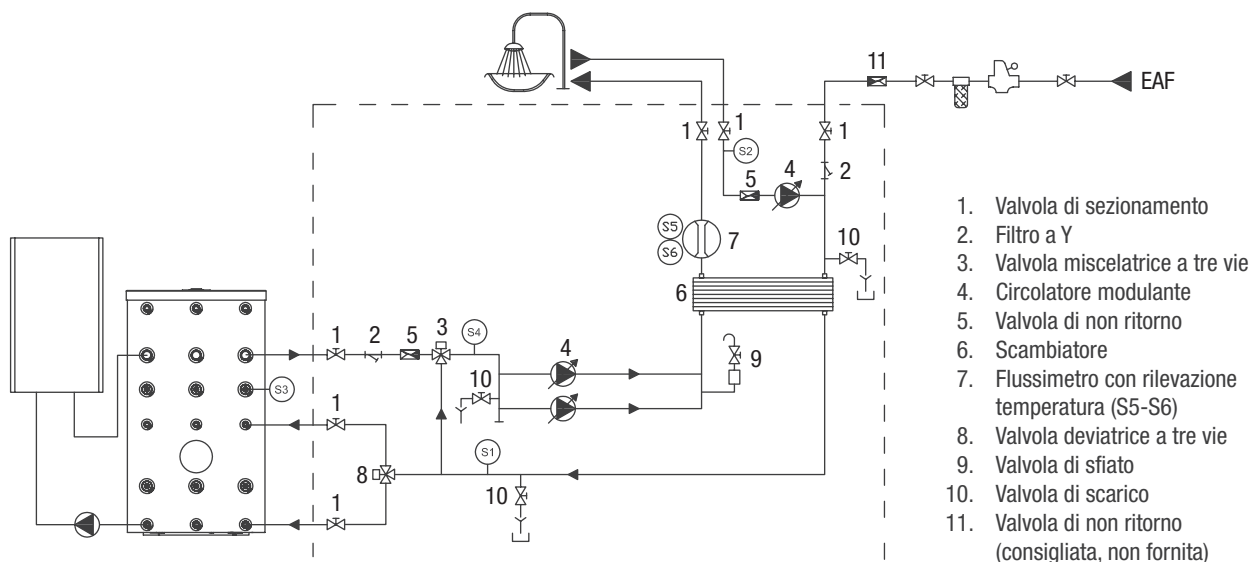 11
EAF
1
1
1
S2
2
4
5
S5
S6
7
10
6
1
2
5
3
S4
4
9
S3
10
1
S1
8
10
1
1. Valvola di sezionamento
2. Filtro a Y
3. Valvola miscelatrice a tre vie
4. Circolatore modulante
5. Valvola di non ritorno
6. Scambiatore
7. Flussimetro con rilevazione
temperatura (S5-S6)
8. Valvola deviatrice a tre vie
9. Valvola di sfiato
10. Valvola di scarico
11. Valvola di non ritorno
(consigliata, non fornita)